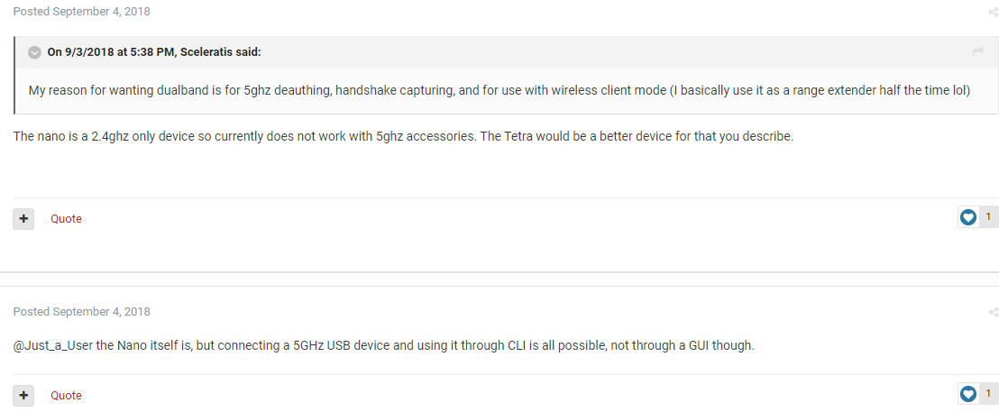 Posted September 4, 2018
On 9/3/2018 at 5:38 PM, Sceleratis said:
My reason for wanting dualband is for 5ghz deauthing, handshake capturing, and for use with wireless client mode (I basically use it as a range extender half the time lol)
The nano is a 2.4ghz only device so currently does not work with 5ghz accessories. The Tetra would be a better device for that you describe.
+ Quote
1
Posted September 4, 2018
@Just_a_User the Nano itself is, but connecting a 5GHz USB device and using it through CLI is all possible, not through a GUI though.
+ Quote
1